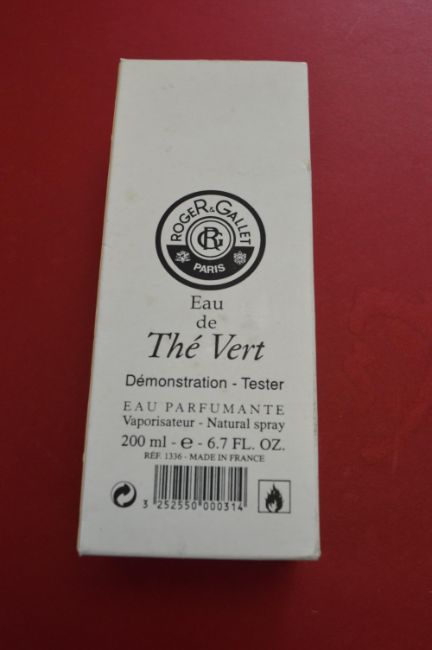 ROGER & GALLET
RG
PARIS
Eau
de
Thé Vert
Démonstration - Tester
EAU PARFUMANTE
Vaporisateur - Natural spray
200 ml - e - 6.7 FL. OZ.
RÉF. 1336 - MADE IN FRANCE
3 252550 000314